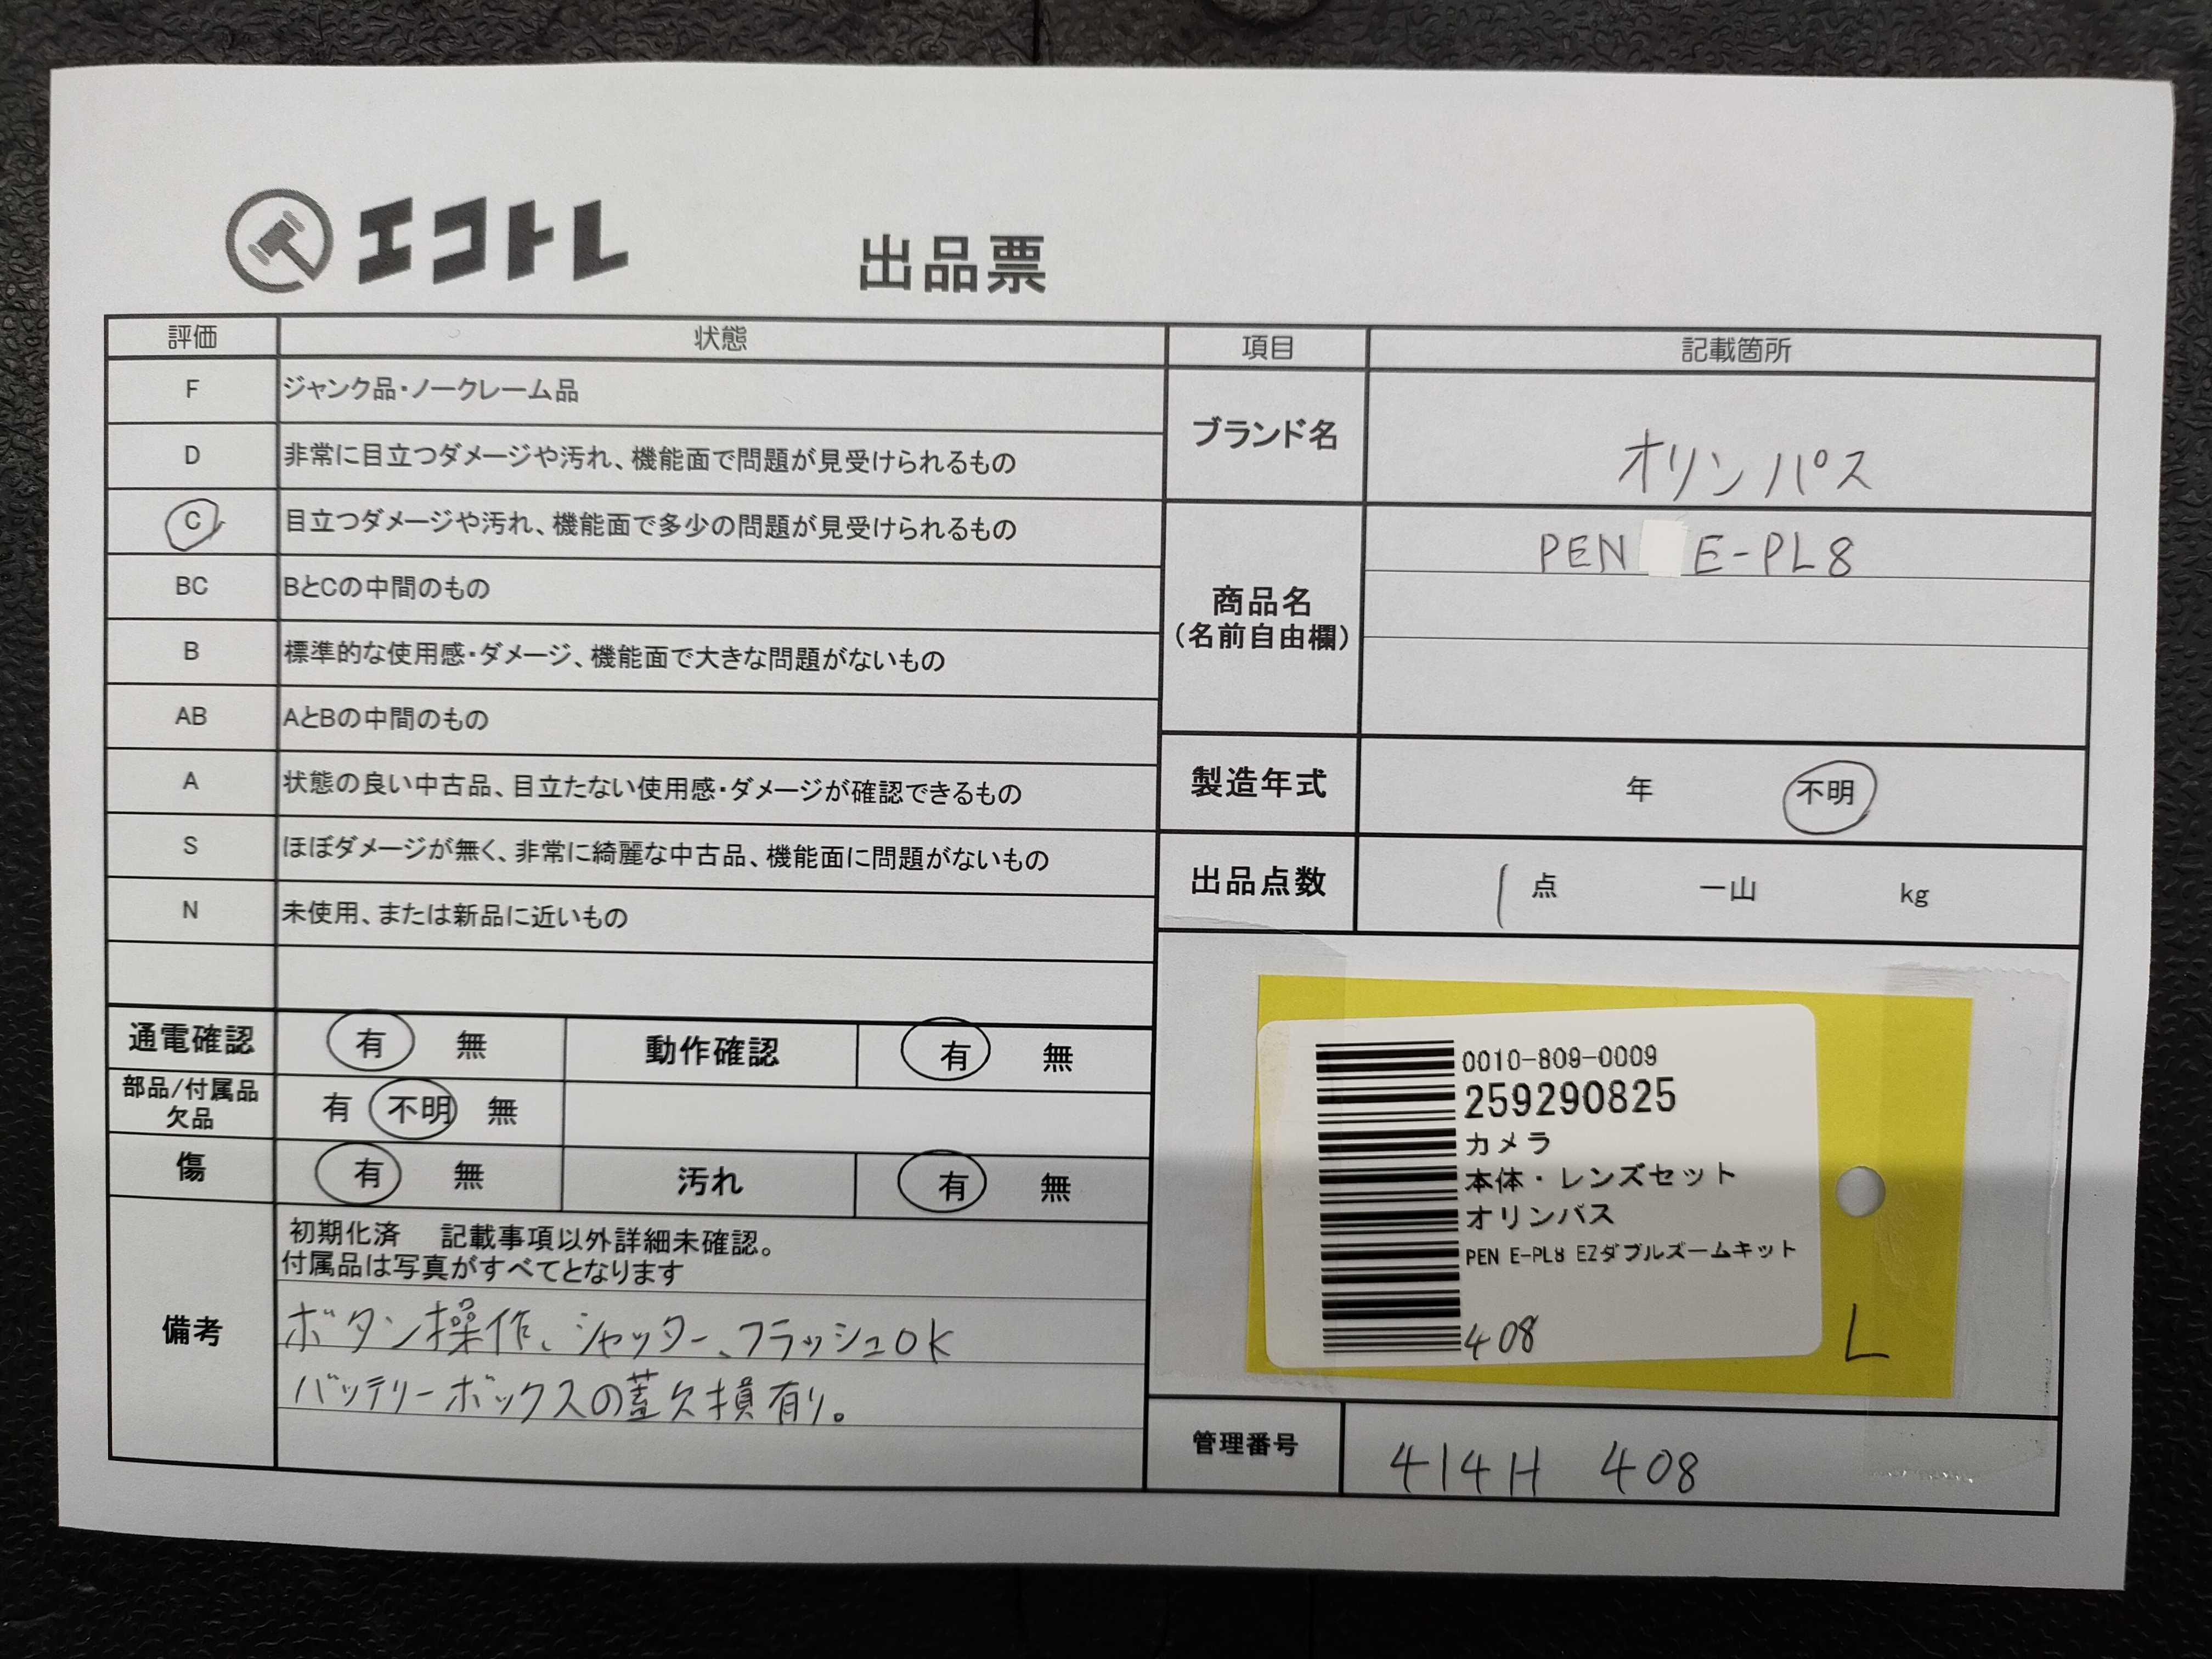 エコトレ
出品票
評価 状態
F ジャンク品・ノークレーム品
D 非常に目立つダメージや汚れ、機能面で問題が見受けられるもの
C 目立つダメージや汚れ、機能面で多少の問題が見受けられるもの
BC BとCの中間のもの
B 標準的な使用感・ダメージ、機能面で大きな問題がないもの
AB AとBの中間のもの
A 状態の良い中古品、目立たない使用感・ダメージが確認できるもの
S ほぼダメージが無く、非常に綺麗な中古品、機能面に問題がないもの
N 未使用、または新品に近いもの
通電確認 有 無 動作確認 有 無
部品/付属品
欠品 有 不明 無
傷 有 無 汚れ 有 無
備考
初期化済 記載事項以外詳細未確認。
付属品は写真がすべてとなります
ボタン操作、シャッター、フラッシュOK
バッテリーボックスの蓋欠損有り。
項目 記載箇所
ブランド名 オリンパス
商品名
(名前自由欄)
PEN E-PL8
製造年式 年 不明
出品点数 1 点 一山 kg
0010-809-0009
259290825
カメラ
本体・レンズセット
オリンパス
PEN E-PL8 EZダブルズームキット
408
L
管理番号 414H 408